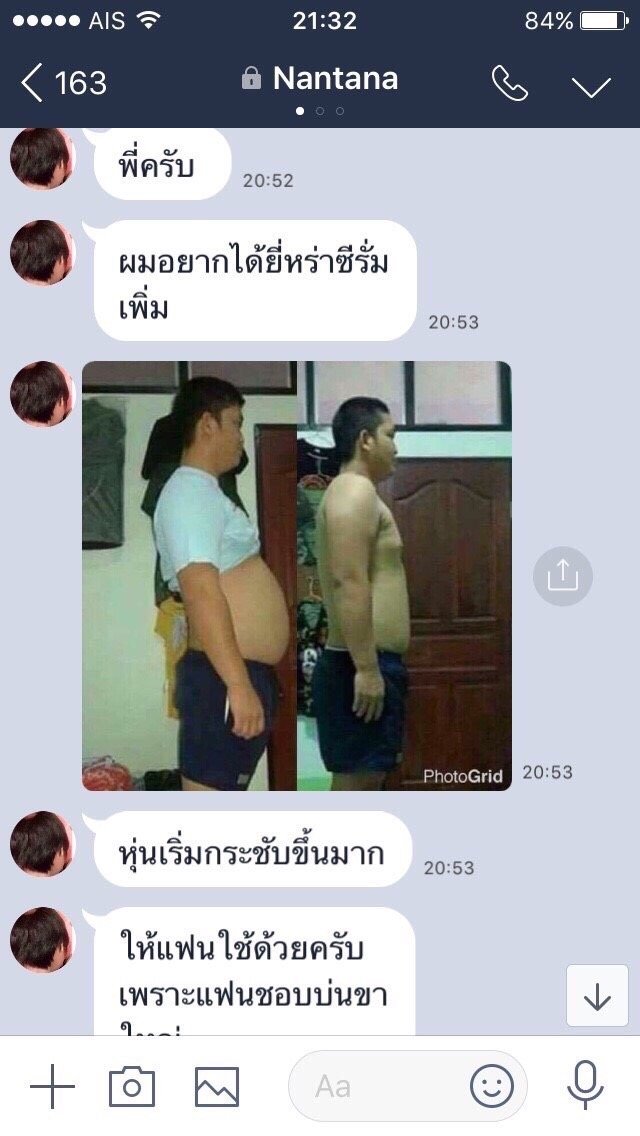 AIS 21:32 84%
163 Nantana
พี่ครับ
20:52
ผมอยากได้ยี่หร่าซีรั่ม
เพิ่ม
20:53
PhotoGrid
20:53
หุ่นเริ่มกระชับขึ้นมาก
20:53
ให้แฟนใช้ด้วยครับ
เพราะแฟนชอบบ่นขา
Aa